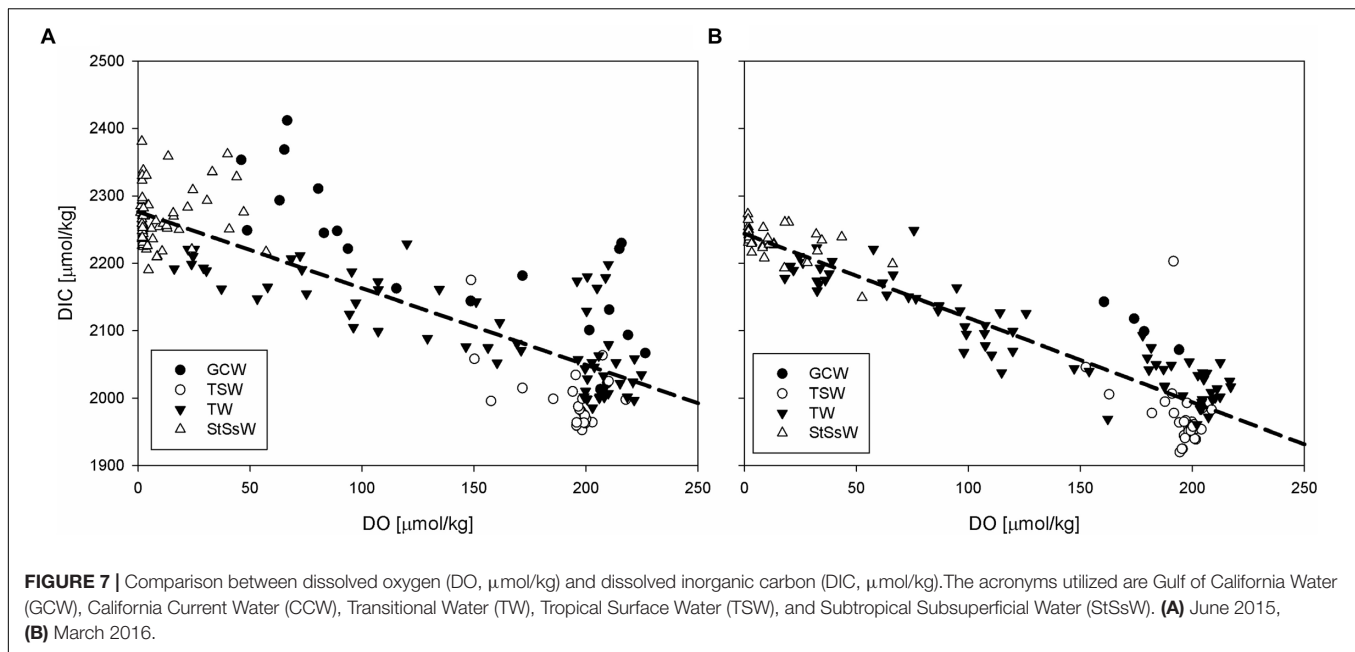 A
B
2500
2400
2300
2200
2100
2000
1900
DIC [μmol/kg]
GCW
TSW
TW
StSsW
0 50 100 150 200 250
DO [μmol/kg]
GCW
TSW
TW
StSsW
0 50 100 150 200 250
DO [μmol/kg]
FIGURE 7 | Comparison between dissolved oxygen (DO, μmol/kg) and dissolved inorganic carbon (DIC, μmol/kg).The acronyms utilized are Gulf of California Water
(GCW), California Current Water (CCW), Transitional Water (TW), Tropical Surface Water (TSW), and Subtropical Subsuperficial Water (StSsW). (A) June 2015,
(B) March 2016.